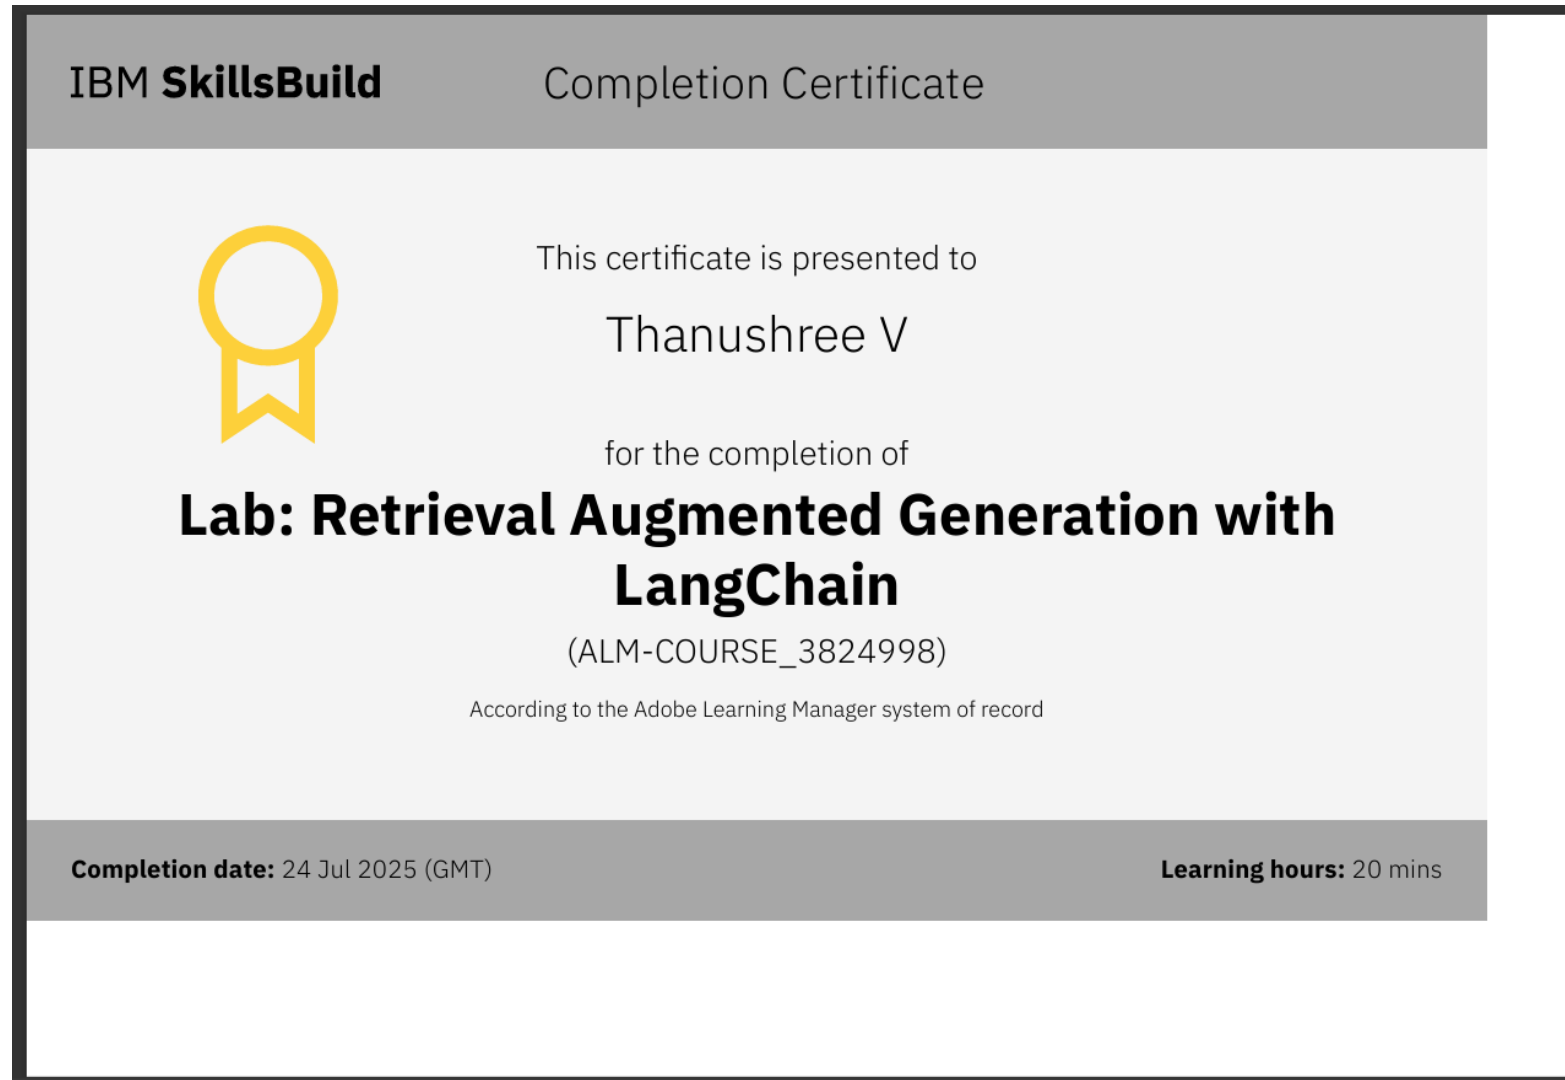 IBM SkillsBuild
Completion Certificate
This certificate is presented to
Thanushree V
for the completion of
Lab: Retrieval Augmented Generation with
LangChain
(ALM-COURSE_3824998)
According to the Adobe Learning Manager system of record
Completion date: 24 Jul 2025 (GMT)
Learning hours: 20 mins